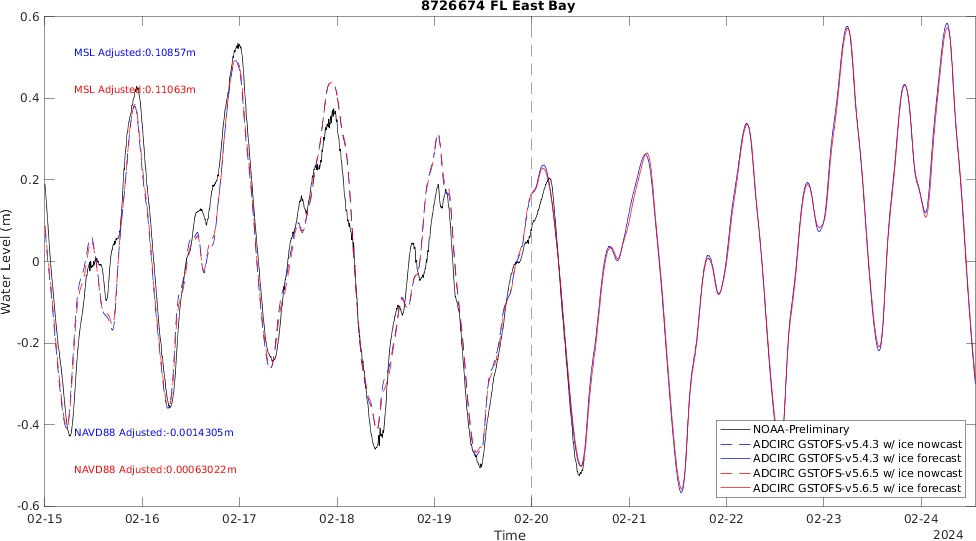 8726674 FL East Bay
0.6
MSL Adjusted:0.10857m
MSL Adjusted:0.11063m
0.4
0.2
0
-0.2
-0.4
-0.6
Water Level (m)
NAVD88 Adjusted:-0.0014305m
NAVD88 Adjusted:0.00063022m
NOAA-Preliminary
ADCIRC GSTOFS-v5.4.3 w/ ice nowcast
ADCIRC GSTOFS-v5.4.3 w/ ice forecast
ADCIRC GSTOFS-v5.6.5 w/ ice nowcast
ADCIRC GSTOFS-v5.6.5 w/ ice forecast
02-15 02-16 02-17 02-18 02-19 02-20 02-21 02-22 02-23 02-24
Time
2024